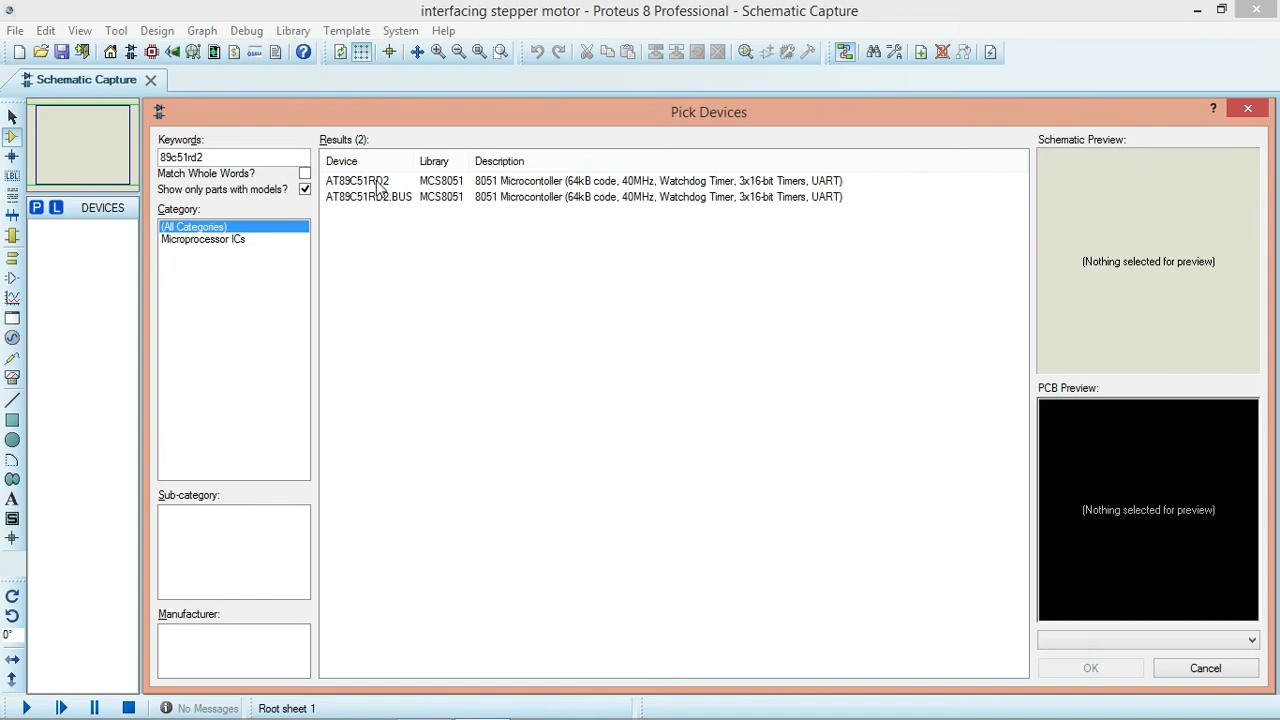 interfacing stepper motor - Proteus 8 Professional - Schematic Capture
File Edit View Tool Design Graph Debug Library Template System Help
Schematic Capture
Pick Devices
Keywords:
89c51rd2
Match Whole Words?
Show only parts with models?
Category:
(All Categories)
Microprocessor ICs
Sub-category:
Manufacturer:
Results (2):
Device Library Description
AT89C51RD2 MCS8051 8051 Microcontoller (64kB code, 40MHz, Watchdog Timer, 3x16-bit Timers, UART)
AT89C51RD2.BUS MCS8051 8051 Microcontoller (64kB code, 40MHz, Watchdog Timer, 3x16-bit Timers, UART)
Schematic Preview:
(Nothing selected for preview)
PCB Preview:
(Nothing selected for preview)
OK Cancel
P L DEVICES
LBL
A
S
0°
No Messages Root sheet 1